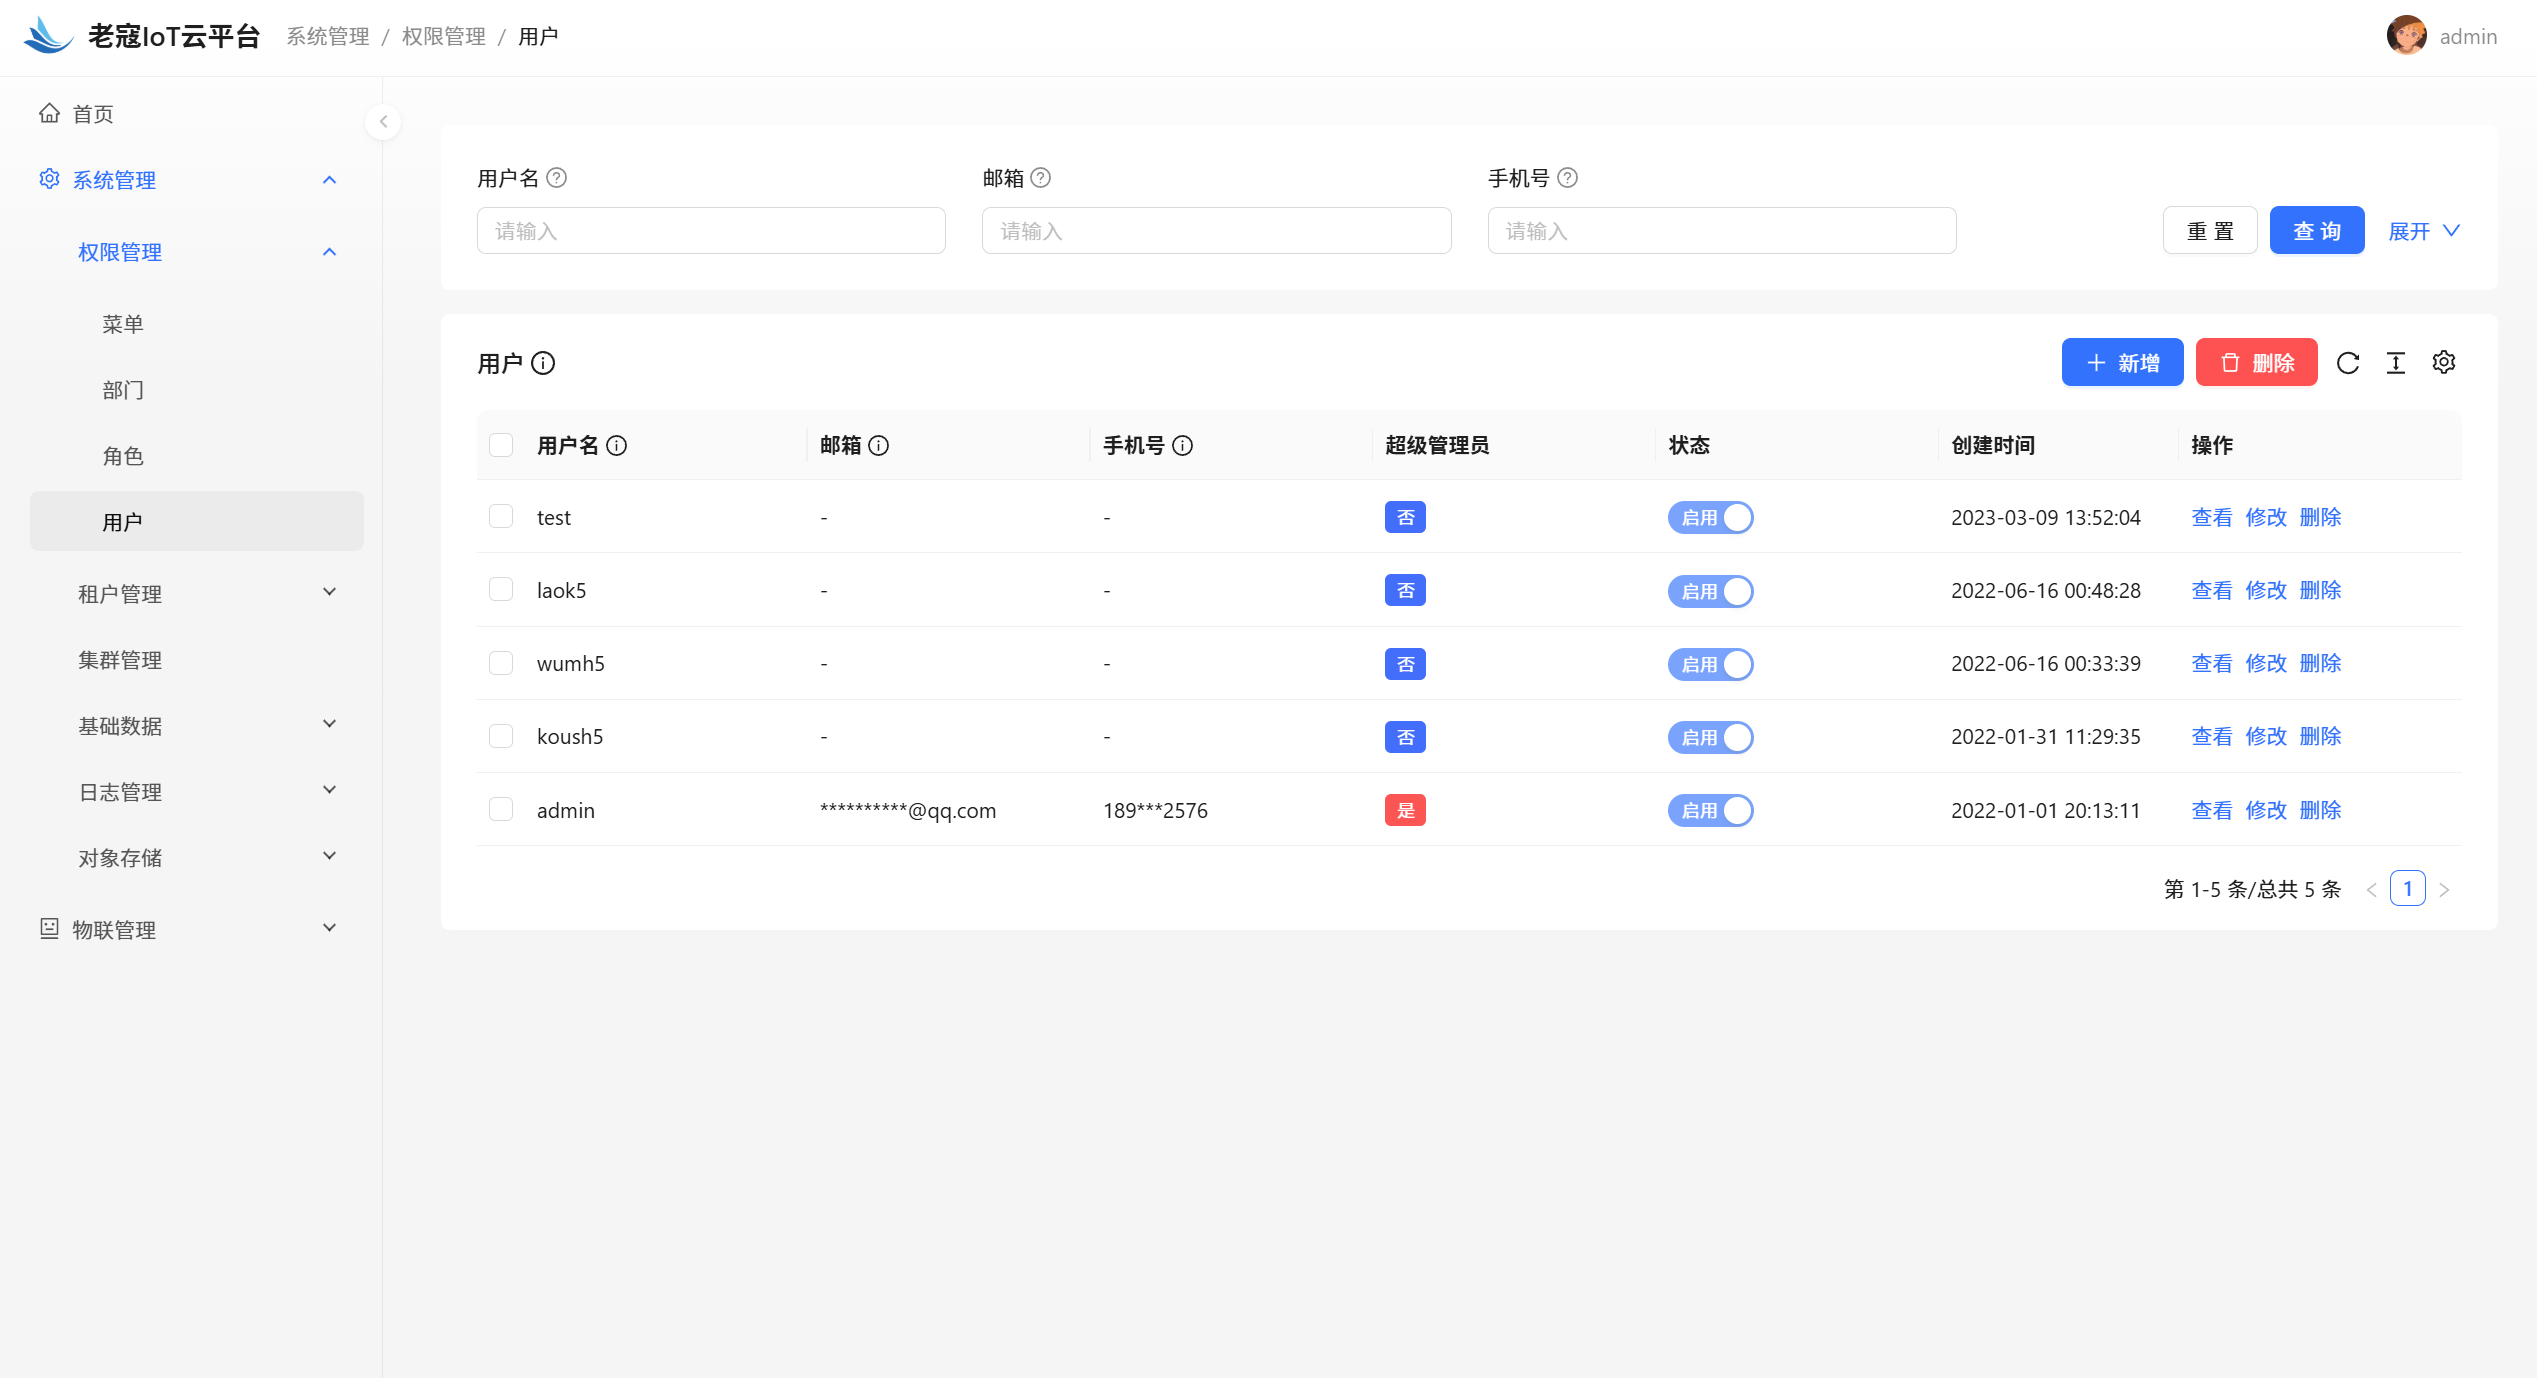 老寇IoT云平台 系统管理 / 权限管理 / 用户 admin
首页
系统管理
权限管理
菜单
部门
角色
用户
租户管理
集群管理
基础数据
日志管理
对象存储
物联管理
用户名 邮箱 手机号
请输入 请输入 请输入 重 置 查 询 展开
用户 新增 删除
用户名 邮箱 手机号 超级管理员 状态 创建时间 操作
test - - 否 启用 2023-03-09 13:52:04 查看 修改 删除
laok5 - - 否 启用 2022-06-16 00:48:28 查看 修改 删除
wumh5 - - 否 启用 2022-06-16 00:33:39 查看 修改 删除
koush5 - - 否 启用 2022-01-31 11:29:35 查看 修改 删除
admin **********@qq.com 189***2576 是 启用 2022-01-01 20:13:11 查看 修改 删除
第 1-5 条/总共 5 条 < 1 >